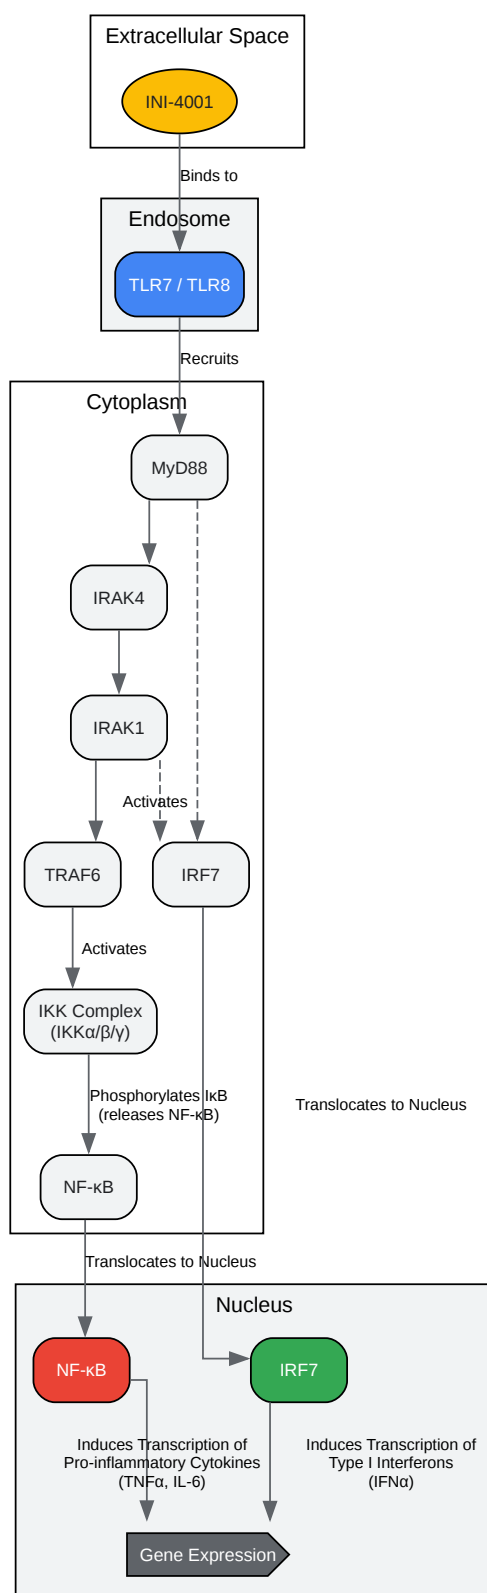 Extracellular Space
INI-4001
Binds to
Endosome
TLR7 / TLR8
Recruits
Cytoplasm
MyD88
IRAK4
IRAK1
Activates
TRAF6
IRF7
Activates
IKK Complex
(IKKα/β/γ)
Phosphorylates IκB
(releases NF-κB)
Translocates to Nucleus
NF-κB
Translocates to Nucleus
Nucleus
NF-κB
IRF7
Induces Transcription of
Pro-inflammatory Cytokines
(TNFα, IL-6)
Induces Transcription of
Type I Interferons
(IFNα)
Gene Expression